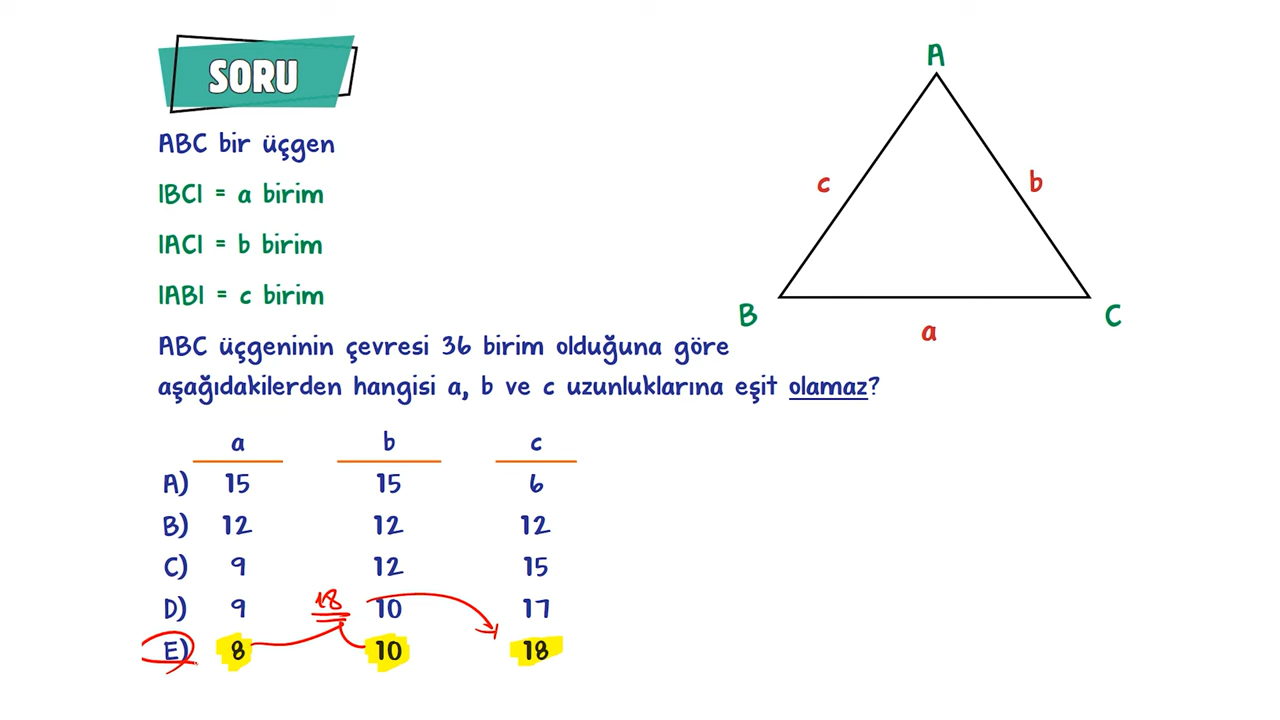 SORU
ABC bir üçgen
|BC| = a birim
|AC| = b birim
|AB| = c birim
ABC üçgeninin çevresi 36 birim olduğuna göre
aşağıdakilerden hangisi a, b ve c uzunluklarına eşit olamaz?
a b c
A) 15 15 6
B) 12 12 12
C) 9 12 15
D) 9 10 17
18
E) 8 10 18
A
c b
B C
a